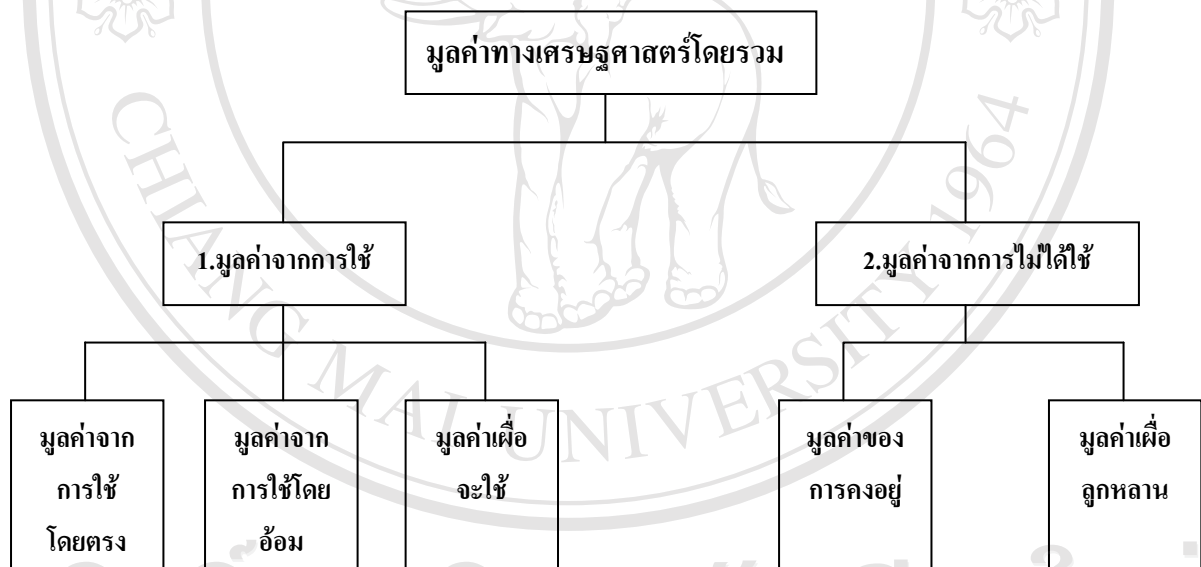 มูลค่าทางเศรษฐศาสตร์โดยรวม
1.มูลค่าจากการใช้
2.มูลค่าจากการไม่ได้ใช้
มูลค่าจาก
การใช้
โดยตรง
มูลค่าจาก
การใช้โดย
อ้อม
มูลค่าเผื่อ
จะใช้
มูลค่าของ
การคงอยู่
มูลค่าเผื่อ
ลูกหลาน
CHIANG MAI UNIVERSITY 1964